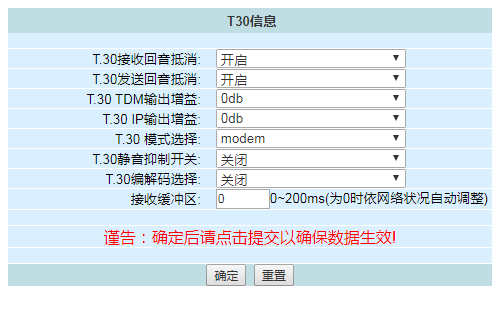 T30信息
T.30接收回音抵消: 开启
T.30发送回音抵消: 开启
T.30 TDM输出增益: 0db
T.30 IP输出增益: 0db
T.30 模式选择: modem
T.30静音抑制开关: 关闭
T.30编解码选择: 关闭
接收缓冲区: 0 0~200ms(为0时依网络状况自动调整)
谨告：确定后请点击提交以确保数据生效!
确定 重置